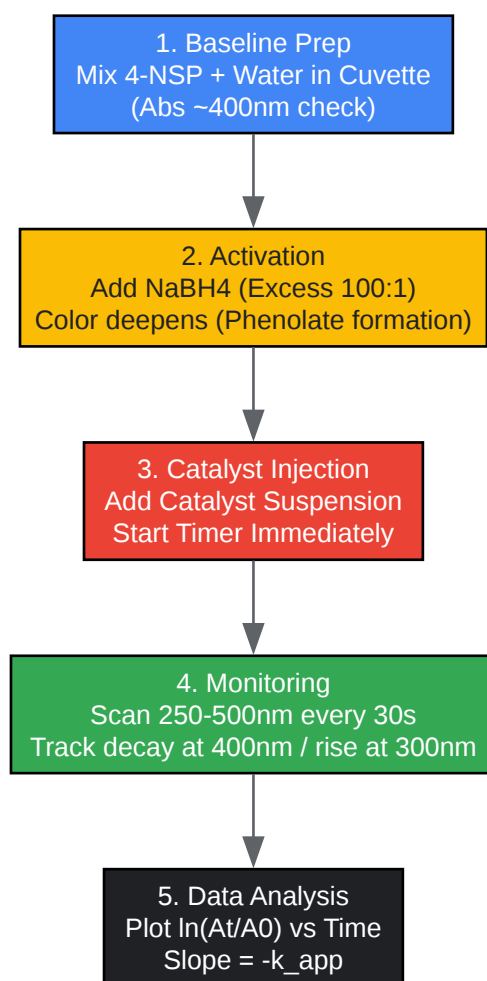 1. Baseline Prep
Mix 4-NSP + Water in Cuvette
(Abs ~400nm check)
2. Activation
Add NaBH4 (Excess 100:1)
Color deepens (Phenolate formation)
3. Catalyst Injection
Add Catalyst Suspension
Start Timer Immediately
4. Monitoring
Scan 250-500nm every 30s
Track decay at 400nm / rise at 300nm
5. Data Analysis
Plot ln(At/A0) vs Time
Slope = -k_app